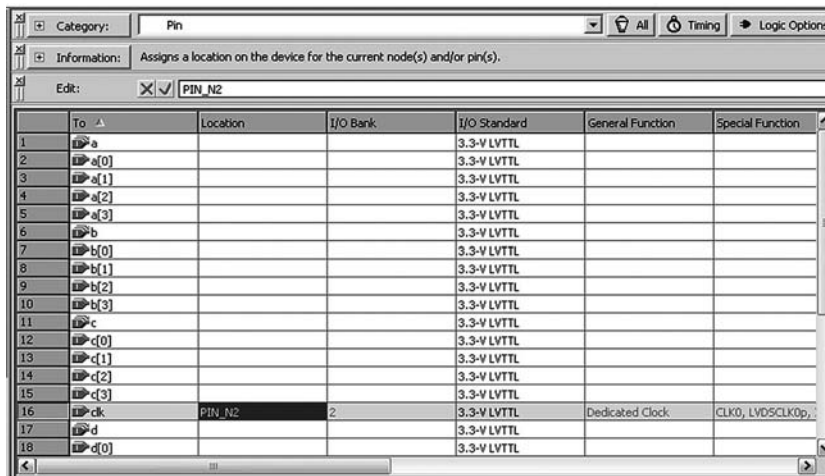 Category: Pin All Timing Logic Options
Information: Assigns a location on the device for the current node(s) and/or pin(s).
Edit: PIN_N2
To Location I/O Bank I/O Standard General Function Special Function
1 a 3.3-V LVTTL
2 a[0] 3.3-V LVTTL
3 a[1] 3.3-V LVTTL
4 a[2] 3.3-V LVTTL
5 a[3] 3.3-V LVTTL
6 b 3.3-V LVTTL
7 b[0] 3.3-V LVTTL
8 b[1] 3.3-V LVTTL
9 b[2] 3.3-V LVTTL
10 b[3] 3.3-V LVTTL
11 c 3.3-V LVTTL
12 c[0] 3.3-V LVTTL
13 c[1] 3.3-V LVTTL
14 c[2] 3.3-V LVTTL
15 c[3] 3.3-V LVTTL
16 clk PIN_N2 2 3.3-V LVTTL Dedicated Clock CLK0, LVDSCLK0p,
17 d 3.3-V LVTTL
18 d[0] 3.3-V LVTTL